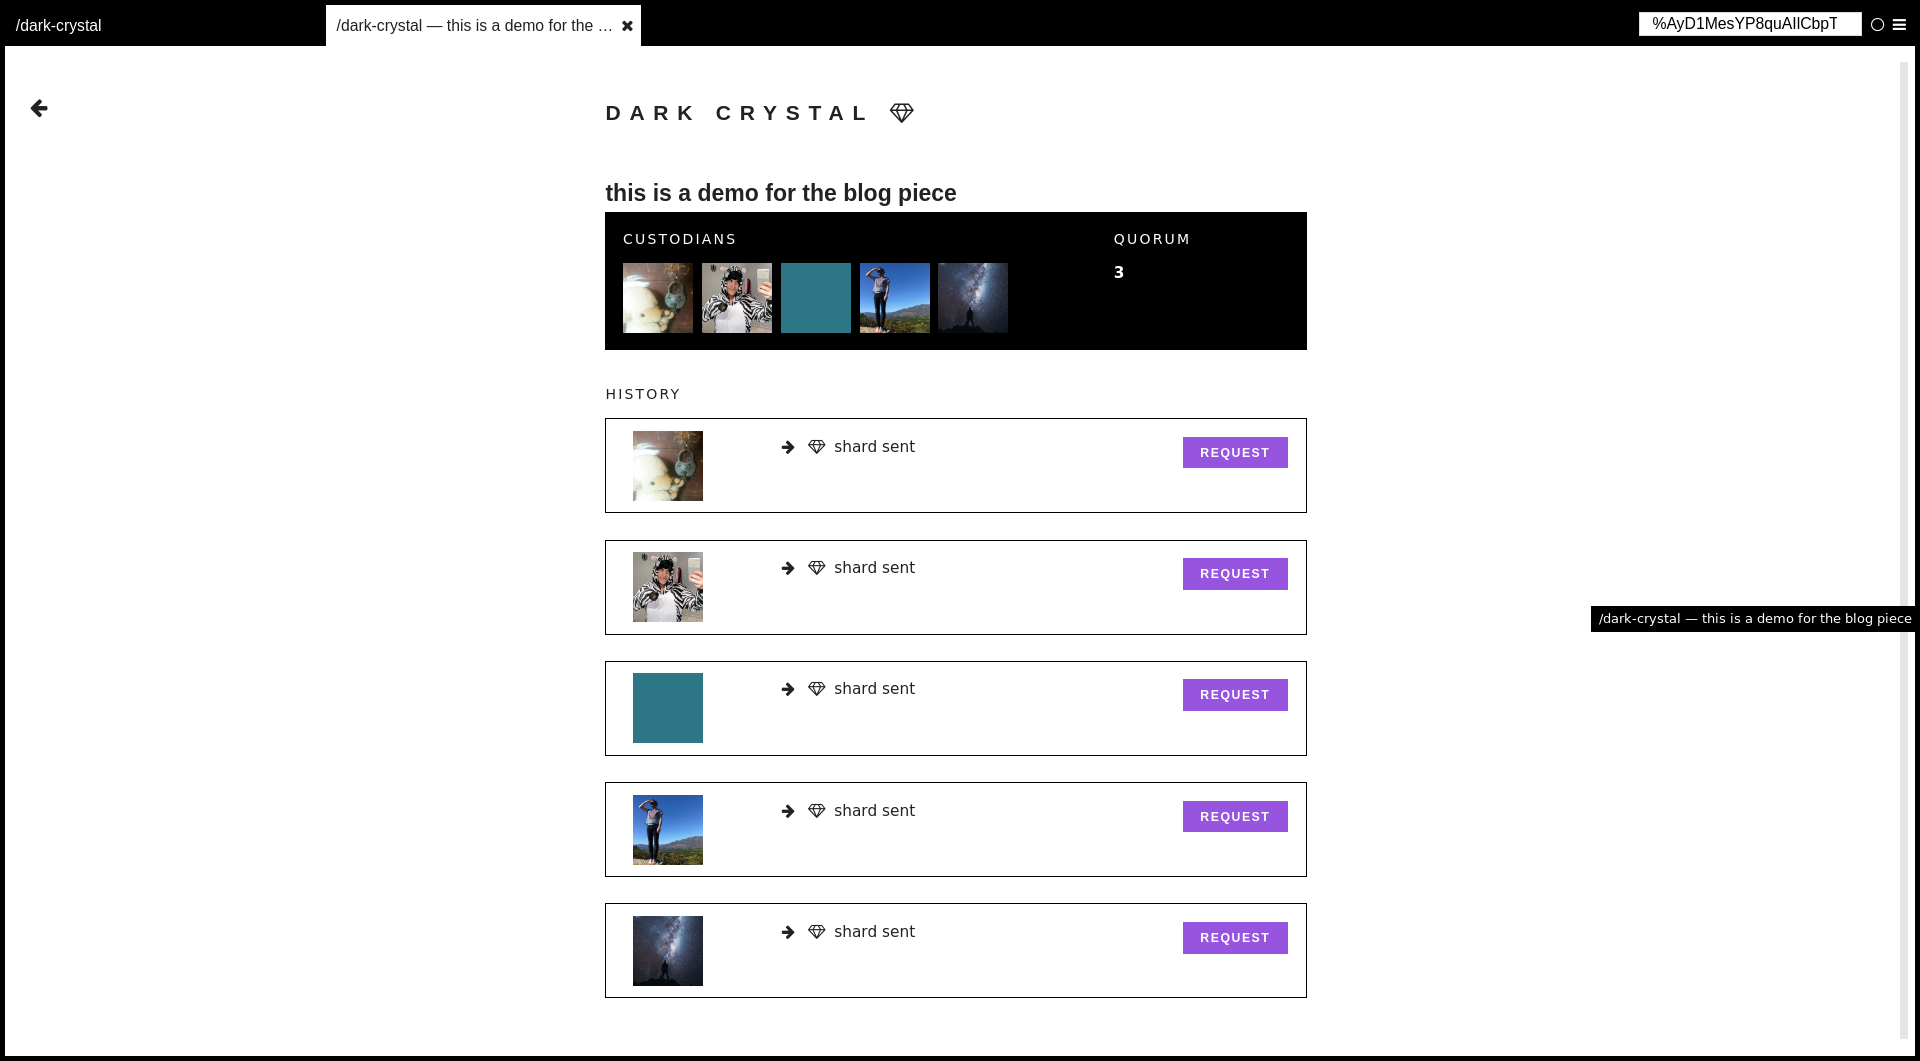 /dark-crystal
/dark-crystal — this is a demo for the ...
%AyD1MesYP8quAIlCbpT
DARK CRYSTAL
this is a demo for the blog piece
CUSTODIANS
QUORUM
3
HISTORY
shard sent
REQUEST
shard sent
REQUEST
/dark-crystal — this is a demo for the blog piece
shard sent
REQUEST
shard sent
REQUEST
shard sent
REQUEST